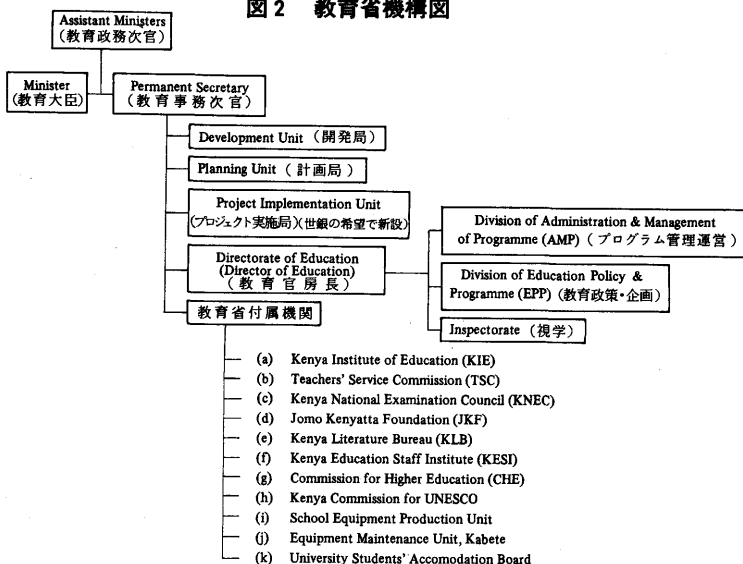 図2 教育省機構図
Assistant Ministers
(教育政務次官)
Minister
(教育大臣)
Permanent Secretary
(教育事務次官)
Development Unit (開発局)
Planning Unit (計画局)
Project Implementation Unit
(プロジェクト実施局)(世銀の希望で新設)
Directorate of Education
(Director of Education)
(教育官房長)
Division of Administration & Management
of Programme (AMP) (プログラム管理運営)
Division of Education Policy &
Programme (EPP) (教育政策・企画)
Inspectorate (視学)
教育省付属機関
(a) Kenya Institute of Education (KIE)
(b) Teachers' Service Commission (TSC)
(c) Kenya National Examination Council (KNEC)
(d) Jomo Kenyatta Foundation (JKF)
(e) Kenya Literature Bureau (KLB)
(f) Kenya Education Staff Institute (KESI)
(g) Commission for Higher Education (CHE)
(h) Kenya Commission for UNESCO
(i) School Equipment Production Unit
(j) Equipment Maintenance Unit, Kabete
(k) University Students' Accomodation Board